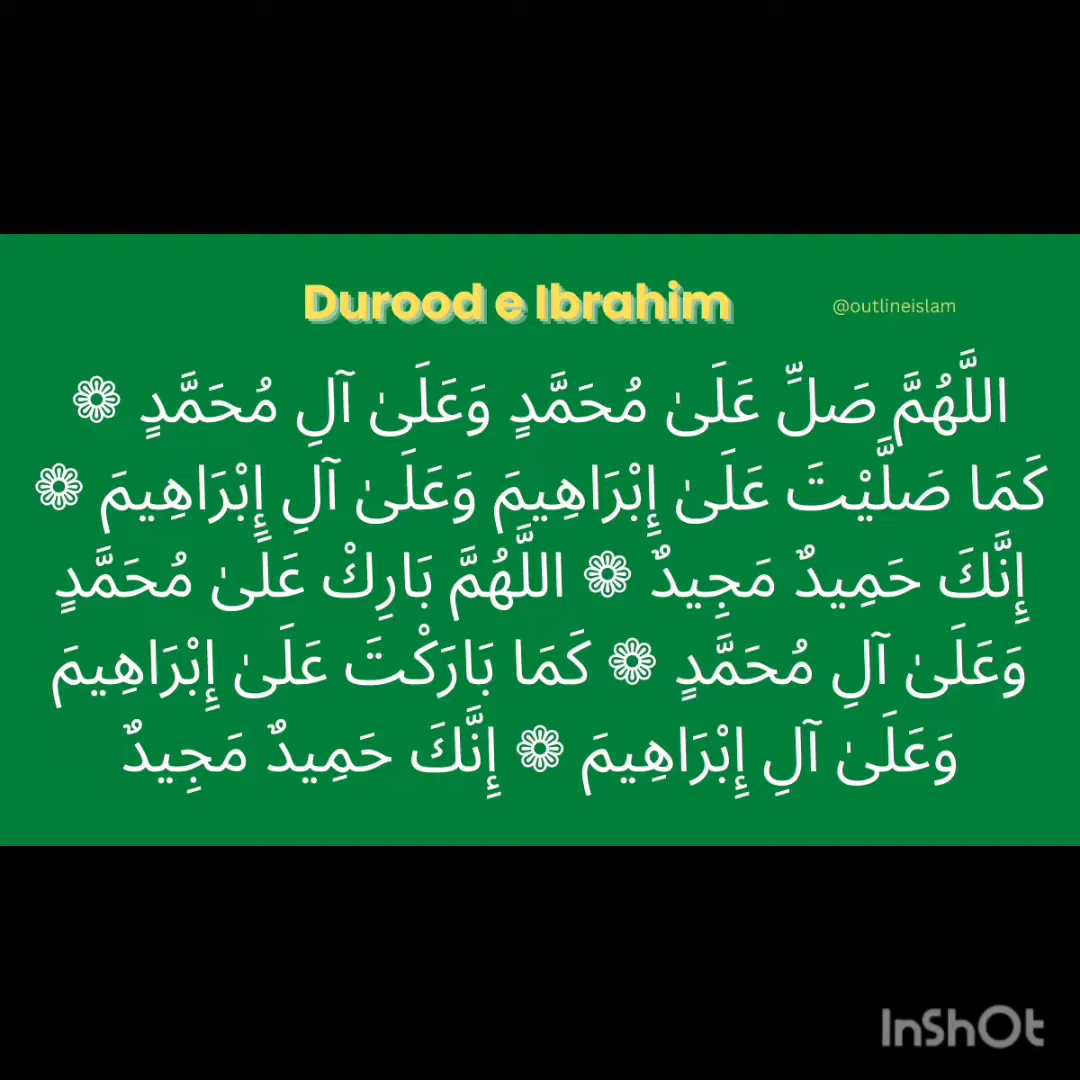 Durood e Ibrahim
@outlineislam
اللَّهُمَّ صَلِّ عَلَىٰ مُحَمَّدٍ وَعَلَىٰ آلِ مُحَمَّدٍ ❁
كَمَا صَلَّيْتَ عَلَىٰ إِبْرَاهِيمَ وَعَلَىٰ آلِ إِبْرَاهِيمَ ❁
إِنَّكَ حَمِيدٌ مَجِيدٌ ❁ اللَّهُمَّ بَارِكْ عَلَىٰ مُحَمَّدٍ
وَعَلَىٰ آلِ مُحَمَّدٍ ❁ كَمَا بَارَكْتَ عَلَىٰ إِبْرَاهِيمَ
وَعَلَىٰ آلِ إِبْرَاهِيمَ ❁ إِنَّكَ حَمِيدٌ مَجِيدٌ
InShOt